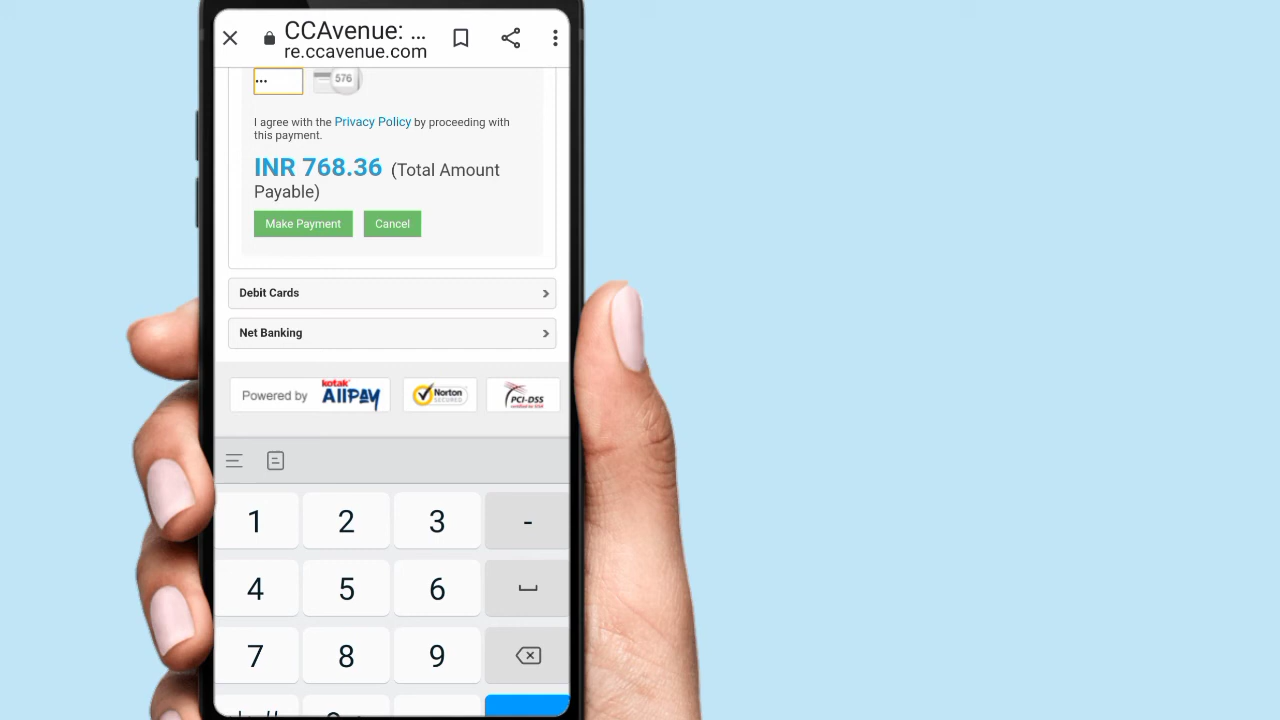 CCAvenue: ...
re.ccavenue.com
•••
576
I agree with the Privacy Policy by proceeding with
this payment.
INR 768.36 (Total Amount
Payable)
Make Payment
Cancel
Debit Cards
Net Banking
Powered by kotak AllPAY
Norton
SECURED
PCI-DSS
1 2 3 -
4 5 6
7 8 9